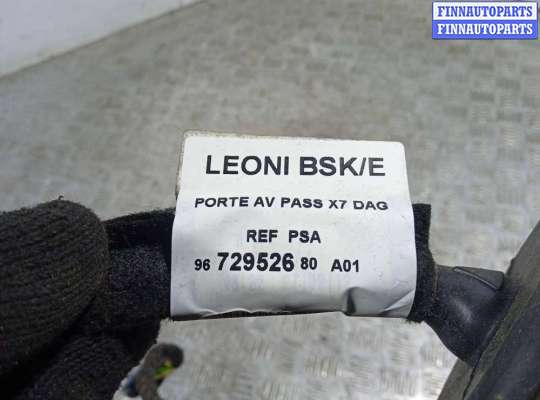 FINNAUTOPARTS
FINNAUTOPARTS
LEONI BSK/E
PORTE AV PASS X7 DAG
REF PSA
96 729526 80 A01